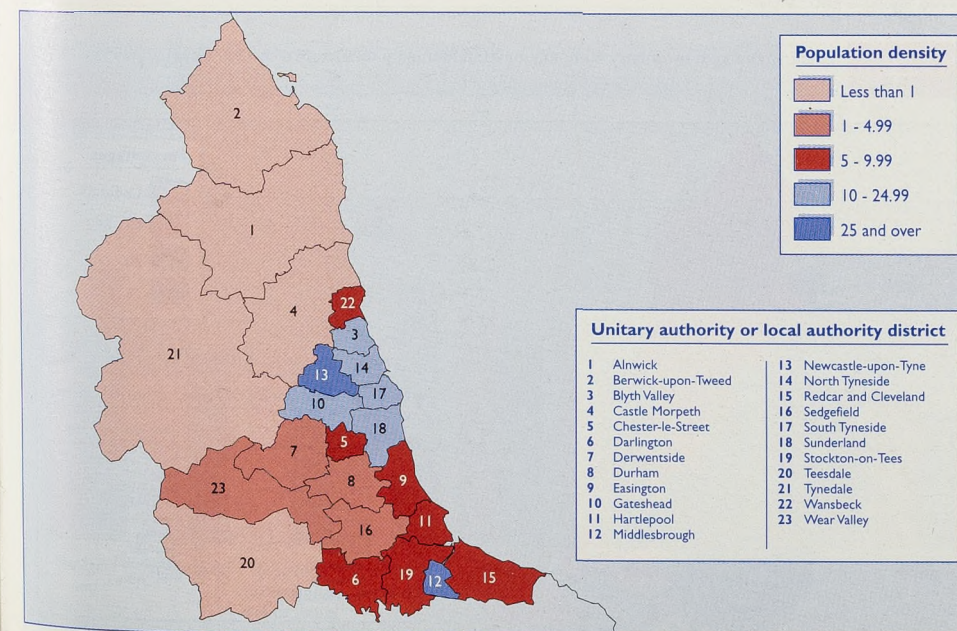 Population density
Less than 1
1 - 4.99
5 - 9.99
10 - 24.99
25 and over
2
1
22
4
3
21
14
13
17
10
18
5
7
8
9
23
11
16
20
19
12
6
15
Unitary authority or local authority district
1 Alnwick
2 Berwick-upon-Tweed
3 Blyth Valley
4 Castle Morpeth
5 Chester-le-Street
6 Darlington
7 Derwentside
8 Durham
9 Easington
10 Gateshead
11 Hartlepool
12 Middlesbrough
13 Newcastle-upon-Tyne
14 North Tyneside
15 Redcar and Cleveland
16 Sedgefield
17 South Tyneside
18 Sunderland
19 Stockton-on-Tees
20 Teesdale
21 Tynedale
22 Wansbeck
23 Wear Valley